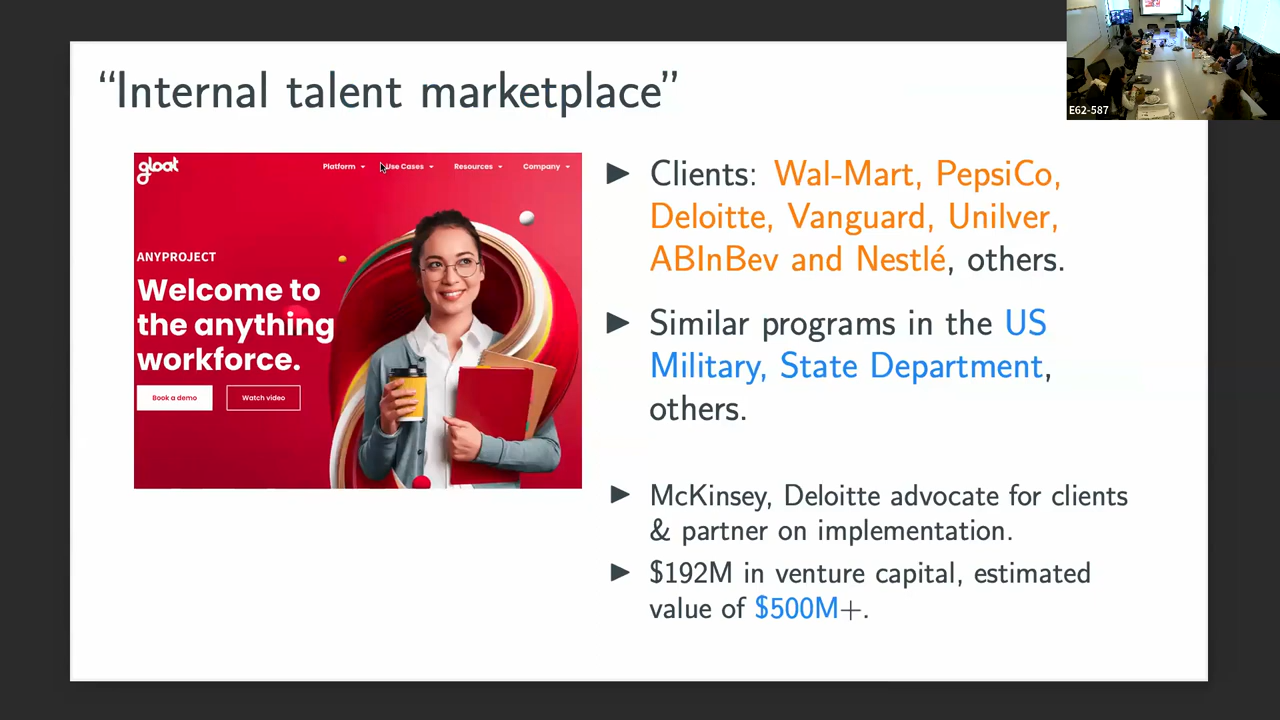 “Internal talent marketplace”
gloat
Platform
Use Cases
Resources
Company
ANYPROJECT
Welcome to
the anything
workforce.
Book a demo
Watch video
▶ Clients: Wal-Mart, PepsiCo,
Deloitte, Vanguard, Unilver,
ABInBev and Nestlé, others.
▶ Similar programs in the US
Military, State Department,
others.
▶ McKinsey, Deloitte advocate for clients
& partner on implementation.
▶ $192M in venture capital, estimated
value of $500M+.
E62-587